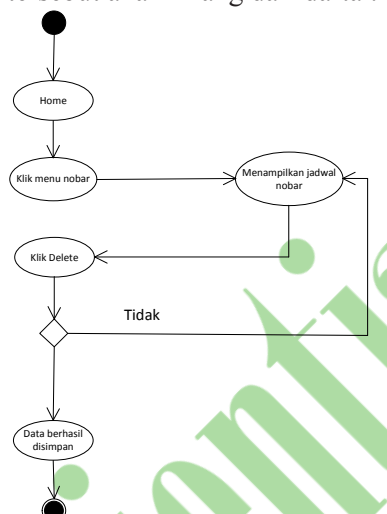 Home
Klik menu nobar
Menampilkan jadwal
nobar
Klik Delete
Tidak
Data berhasil
disimpan